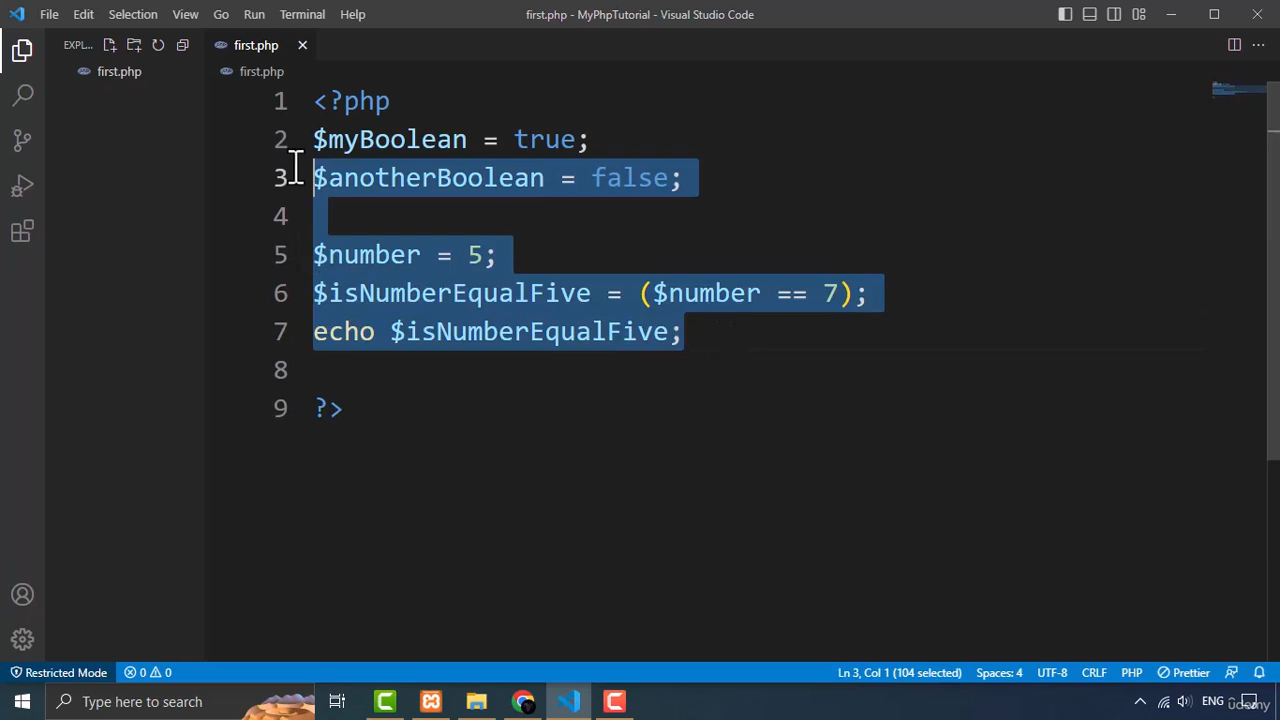 File Edit Selection View Go Run Terminal Help
first.php - MyPhpTutorial - Visual Studio Code
EXPL...
first.php
first.php
first.php
1 <?php
2 $myBoolean = true;
3 $anotherBoolean = false;
4
5 $number = 5;
6 $isNumberEqualFive = ($number == 7);
7 echo $isNumberEqualFive;
8
9 ?>
Restricted Mode 0 0 Ln 3, Col 1 (104 selected) Spaces: 4 UTF-8 CRLF PHP Prettier
Type here to search
ENG
udemy